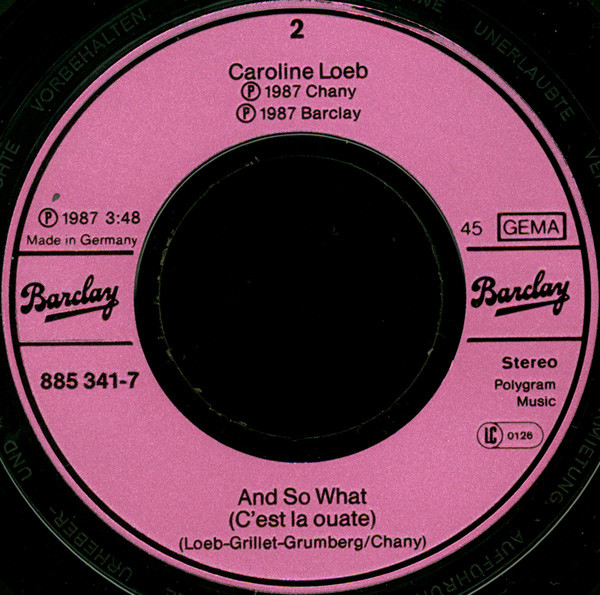 2
Caroline Loeb
Ⓟ 1987 Chany
Ⓟ 1987 Barclay
Ⓟ 1987 3:48
Made in Germany
45 GEMA
Barclay
Barclay
885 341-7
Stereo
Polygram
Music
LC 0126
And So What
(C'est la ouate)
(Loeb-Grillet-Grumberg/Chany)
URHEBER- UND
VORBEHALTEN.
UNERLAUBTE
AUFFÜHRUN